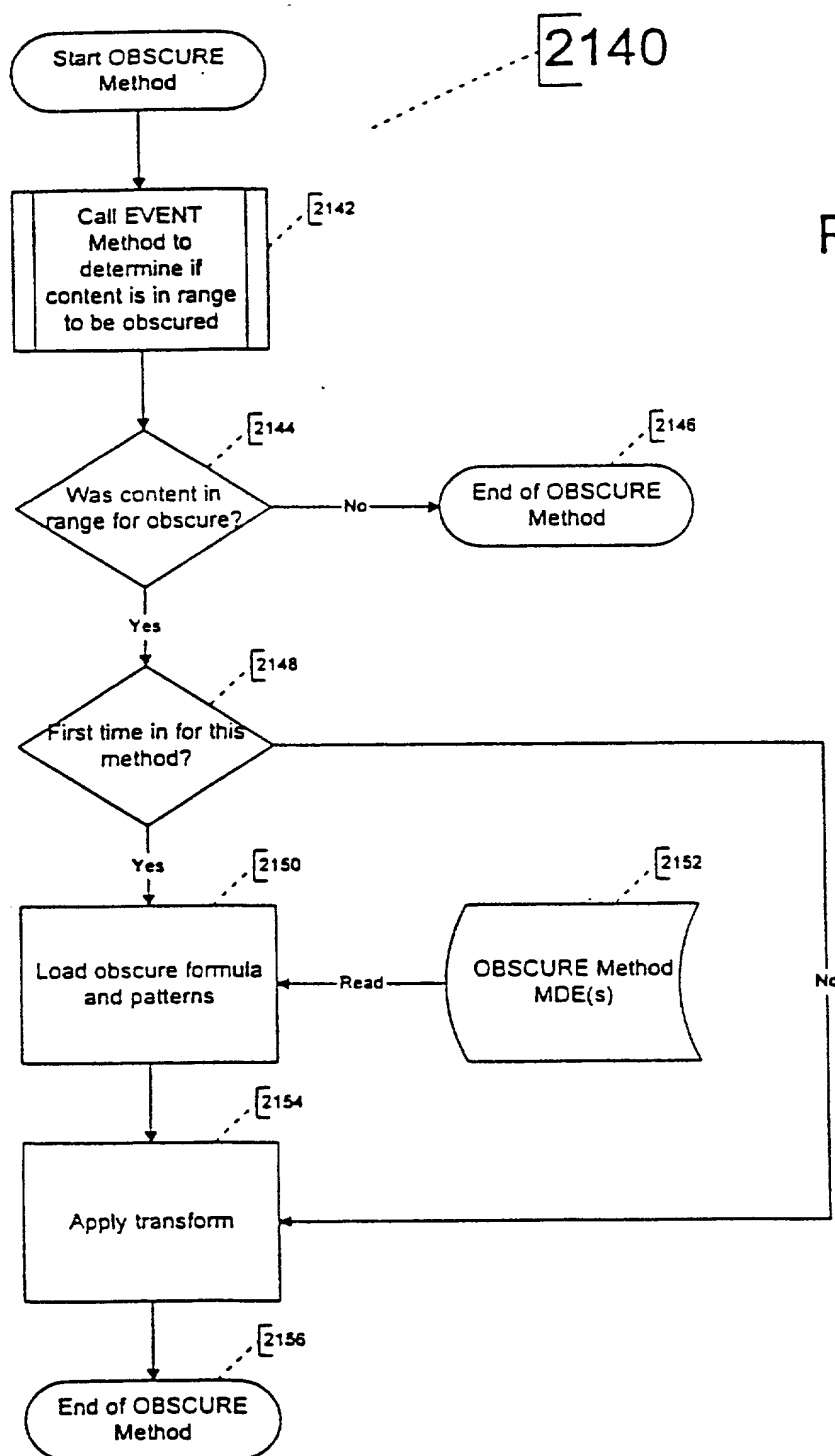 2140
Start OBSCURE
Method
2142
Call EVENT
Method to
determine if
content is in range
to be obscured
2144
Was content in
range for obscure?
No
2146
End of OBSCURE
Method
Yes
2148
First time in for this
method?
Yes
2150
Load obscure formula
and patterns
Read
2152
OBSCURE Method
MDE(s)
No
2154
Apply transform
2156
End of OBSCURE
Method